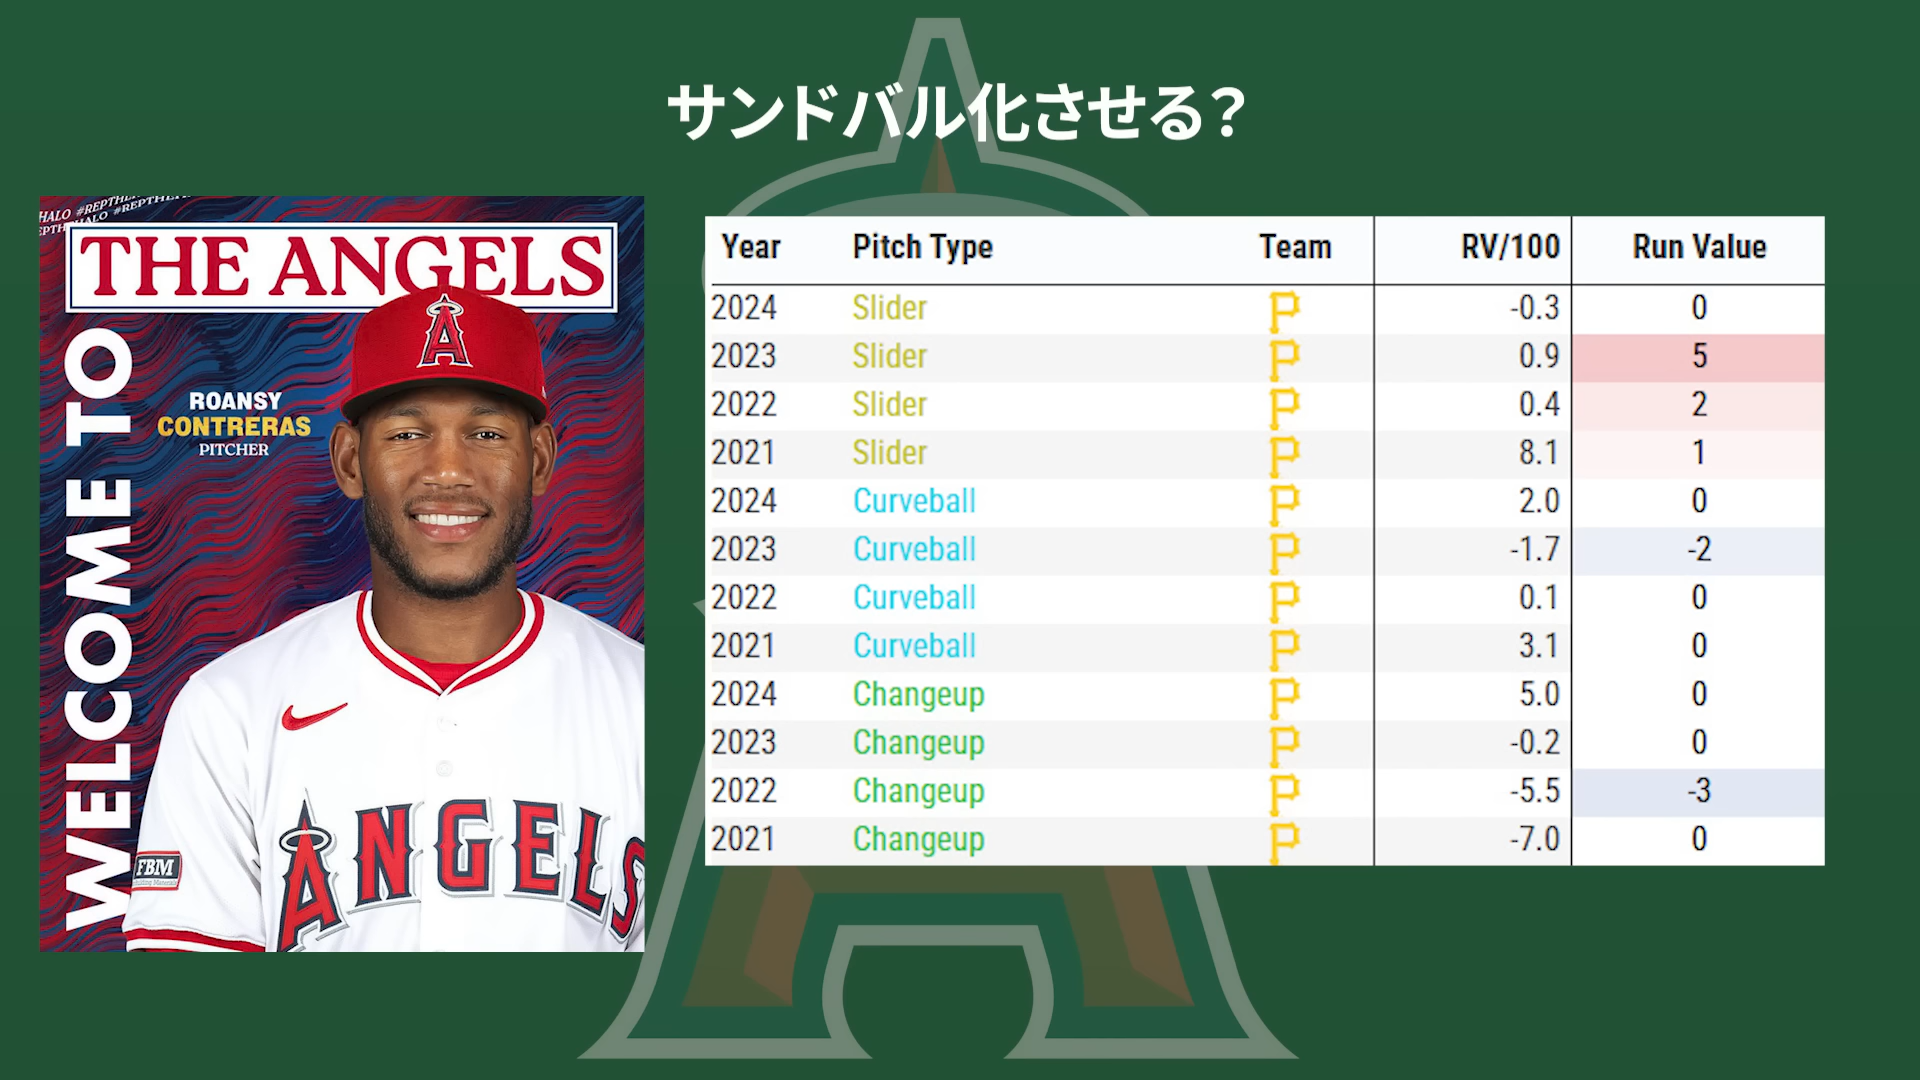 サンドバル化させる？
HALO #REPTHE
#REPTHEHA
EPTHEHALO
THE ANGELS
WELCOME TO
ROANSY
CONTRERAS
PITCHER
FBM
Building Materials
ANGELS
Year Pitch Type Team RV/100 Run Value
2024 Slider P -0.3 0
2023 Slider P 0.9 5
2022 Slider P 0.4 2
2021 Slider P 8.1 1
2024 Curveball P 2.0 0
2023 Curveball P -1.7 -2
2022 Curveball P 0.1 0
2021 Curveball P 3.1 0
2024 Changeup P 5.0 0
2023 Changeup P -0.2 0
2022 Changeup P -5.5 -3
2021 Changeup P -7.0 0